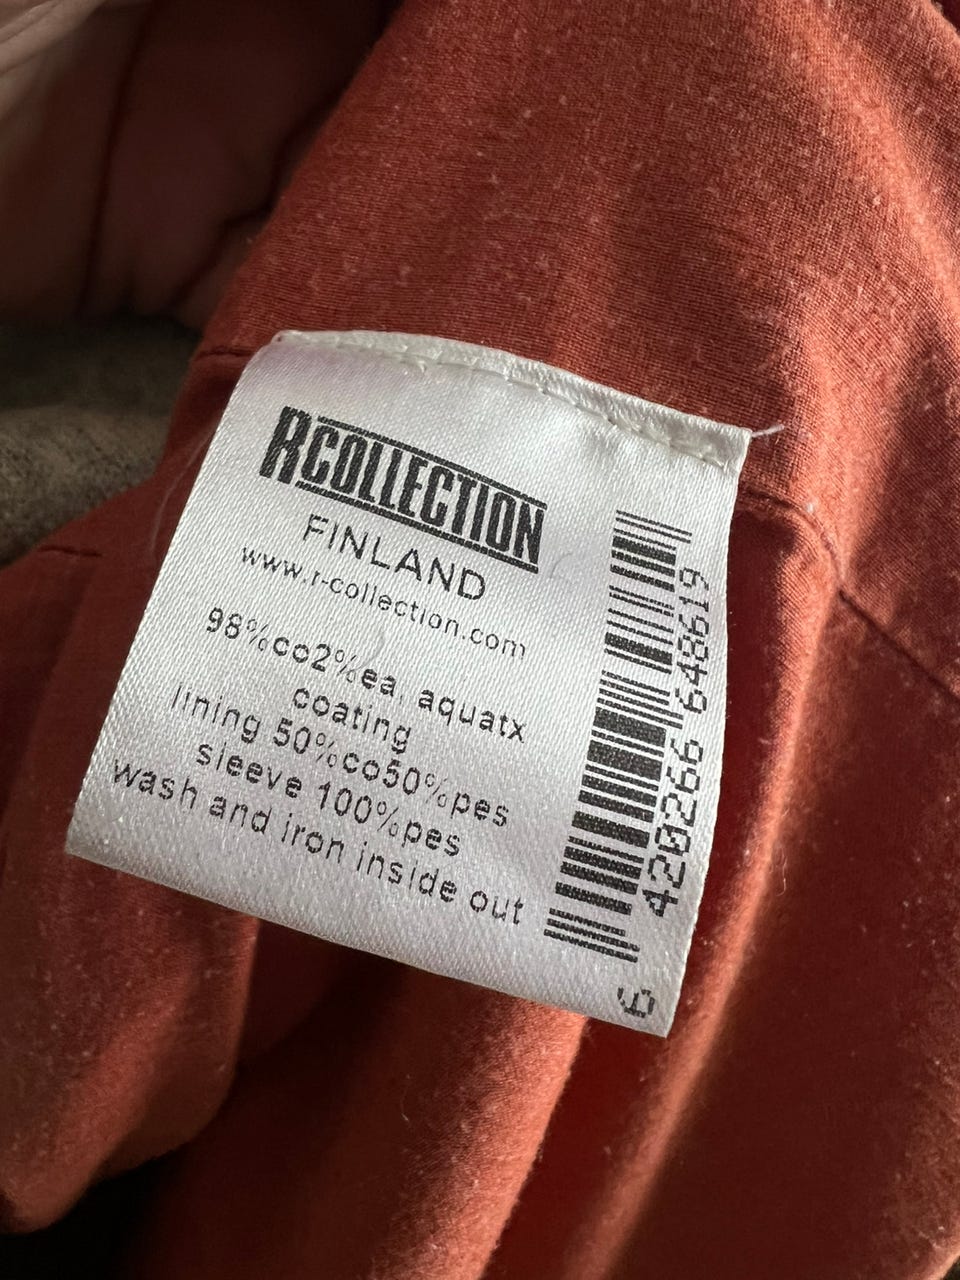 RCOLLECTION
FINLAND
www.r-collection.com
98%co2%ea, aquatx
coating
lining 50%co50%pes
sleeve 100%pes
wash and iron inside out
6 420266 648619